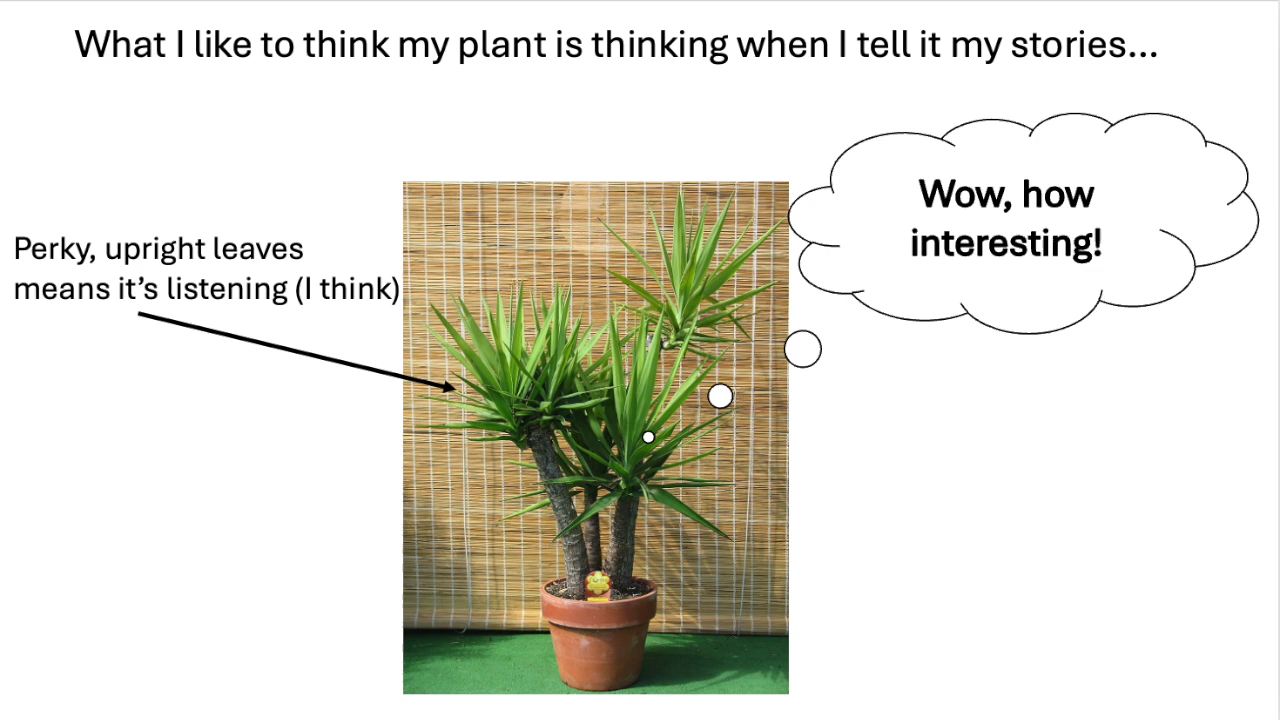 What I like to think my plant is thinking when I tell it my stories...
Wow, how
interesting!
Perky, upright leaves
means it’s listening (I think)